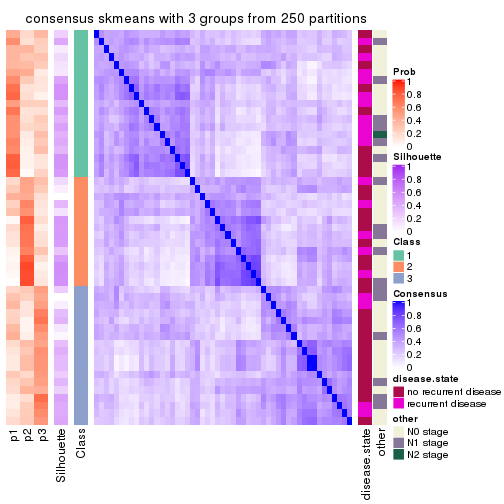 consensus skmeans with 3 groups from 250 partitions
Prob
1
0.8
0.6
0.4
0.2
0
Silhouette
1
0.8
0.6
0.4
0.2
0
Class
1
2
3
Consensus
1
0.8
0.6
0.4
0.2
0
disease.state
no recurrent disease
recurrent disease
other
N0 stage
N1 stage
N2 stage
p1
p2
p3
Silhouette
Class
disease.state
other